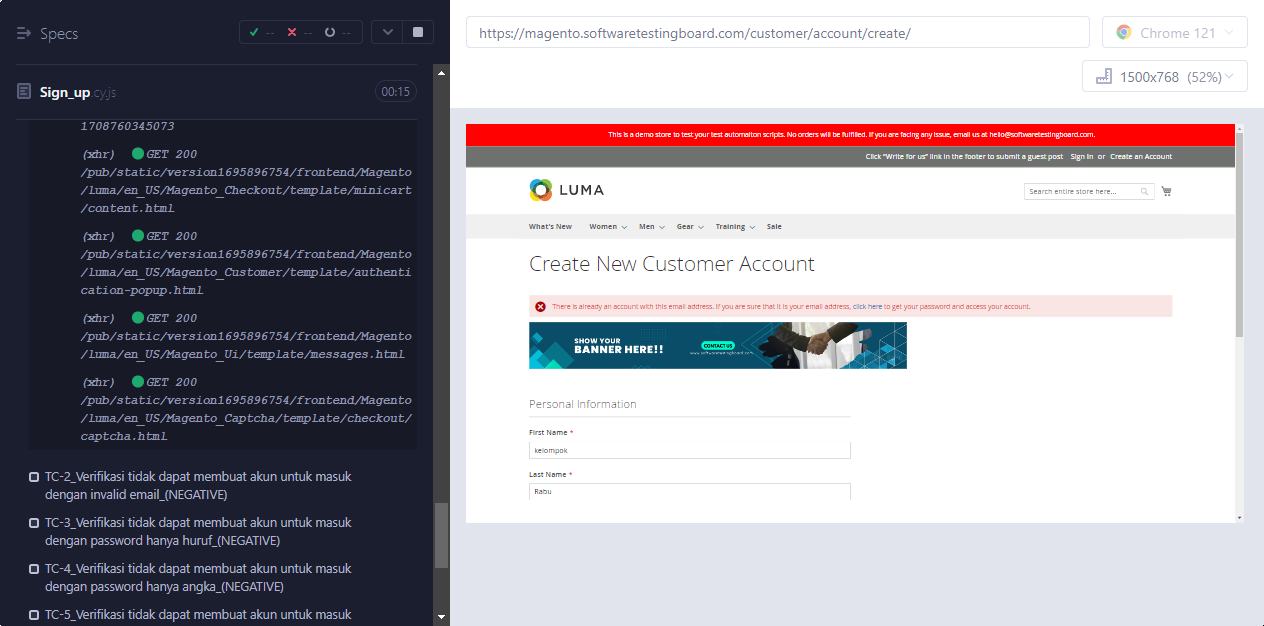 Specs
-- -- --
Sign_up.cy.js
00:15
1708760345073
(xhr) GET 200
/pub/static/version1695896754/frontend/Magento
/luma/en_US/Magento_Checkout/template/minicart
/content.html
(xhr) GET 200
/pub/static/version1695896754/frontend/Magento
/luma/en_US/Magento_Customer/template/authenti
cation-popup.html
(xhr) GET 200
/pub/static/version1695896754/frontend/Magento
/luma/en_US/Magento_Ui/template/messages.html
(xhr) GET 200
/pub/static/version1695896754/frontend/Magento
/luma/en_US/Magento_Captcha/template/checkout/
captcha.html
TC-2_Verifikasi tidak dapat membuat akun untuk masuk
dengan invalid email_(NEGATIVE)
TC-3_Verifikasi tidak dapat membuat akun untuk masuk
dengan password hanya huruf_(NEGATIVE)
TC-4_Verifikasi tidak dapat membuat akun untuk masuk
dengan password hanya angka_(NEGATIVE)
TC-5_Verifikasi tidak dapat membuat akun untuk masuk
https://magento.softwaretestingboard.com/customer/account/create/
Chrome 121
1500x768 (52%)
This is a demo store to test your test automaiton scripts. No orders will be fulfilled. If you are facing any issue, email us at hello@softwaretestingboard.com.
Click "Write for us" link in the footer to submit a guest post Sign In or Create an Account
LUMA
Search entire store here...
What's New Women Men Gear Training Sale
Create New Customer Account
There is already an account with this email address. If you are sure that it is your email address, click here to get your password and access your account.
SHOW YOUR
BANNER HERE!!
CONTACT US
www.softwaretestingboard.com
Personal Information
First Name *
kelompok
Last Name *
Rabu